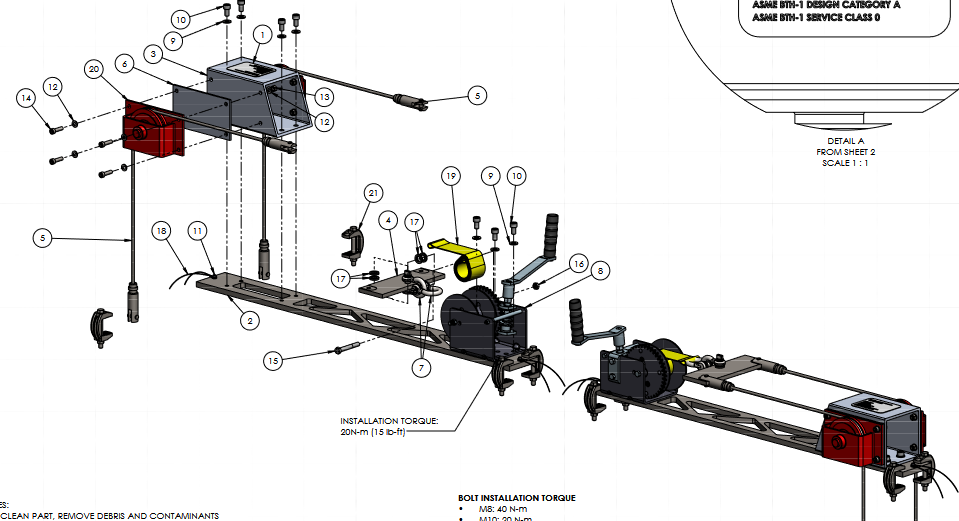 ASME BTH-1 DESIGN CATEGORY A
ASME BTH-1 SERVICE CLASS 0
DETAIL A
FROM SHEET 2
SCALE 1 : 1
10
9
1
3
6
20
12
14
13
12
5
5
21
4
17
19
9
10
18
11
17
16
8
2
15
7
INSTALLATION TORQUE:
20N-m (15 lb-ft)
ES:
CLEAN PART, REMOVE DEBRIS AND CONTAMINANTS
BOLT INSTALLATION TORQUE
• M8: 40 N-m
• M10: 20 N-m